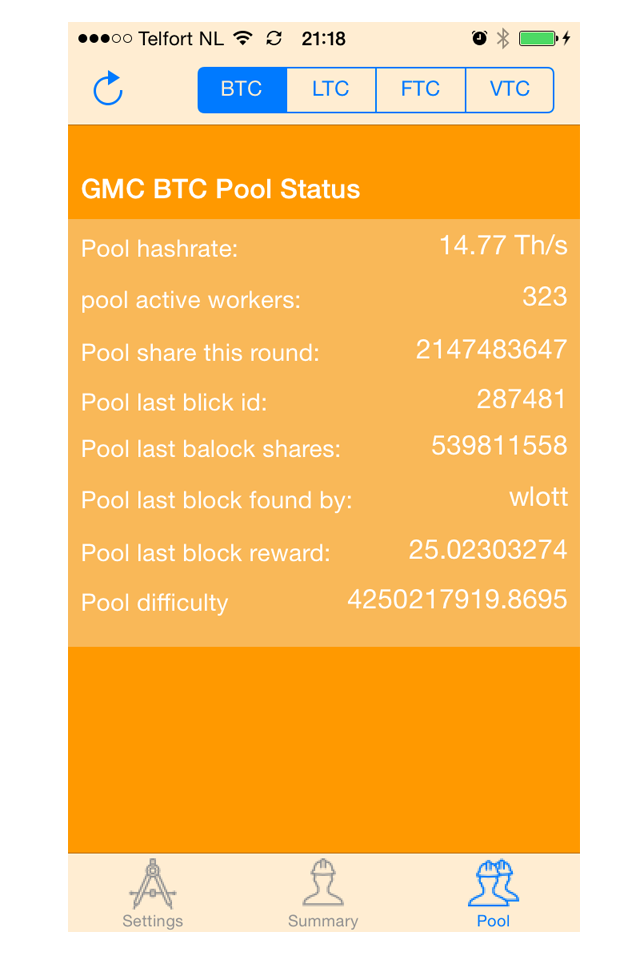 Telfort NL 21:18
BTC LTC FTC VTC
GMC BTC Pool Status
Pool hashrate: 14.77 Th/s
pool active workers: 323
Pool share this round: 2147483647
Pool last blick id: 287481
Pool last balock shares: 539811558
Pool last block found by: wlott
Pool last block reward: 25.02303274
Pool difficulty 4250217919.8695
Settings Summary Pool